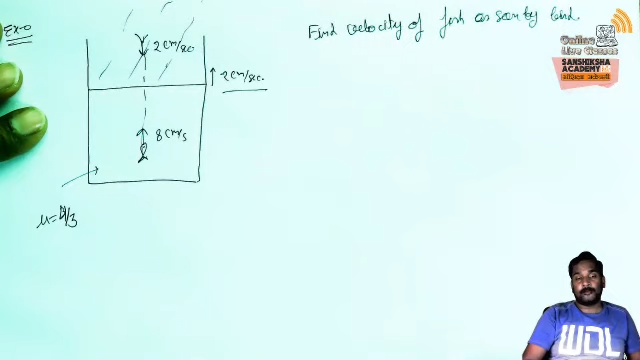 Ex-0
Find velocity of fish as seen by bird.
2 cm/sec
↑ 2 cm/sec.
8 cm/s
μ=4/3
Online
Live Classes
SANSHIKSHA
ACADEMY
WDL